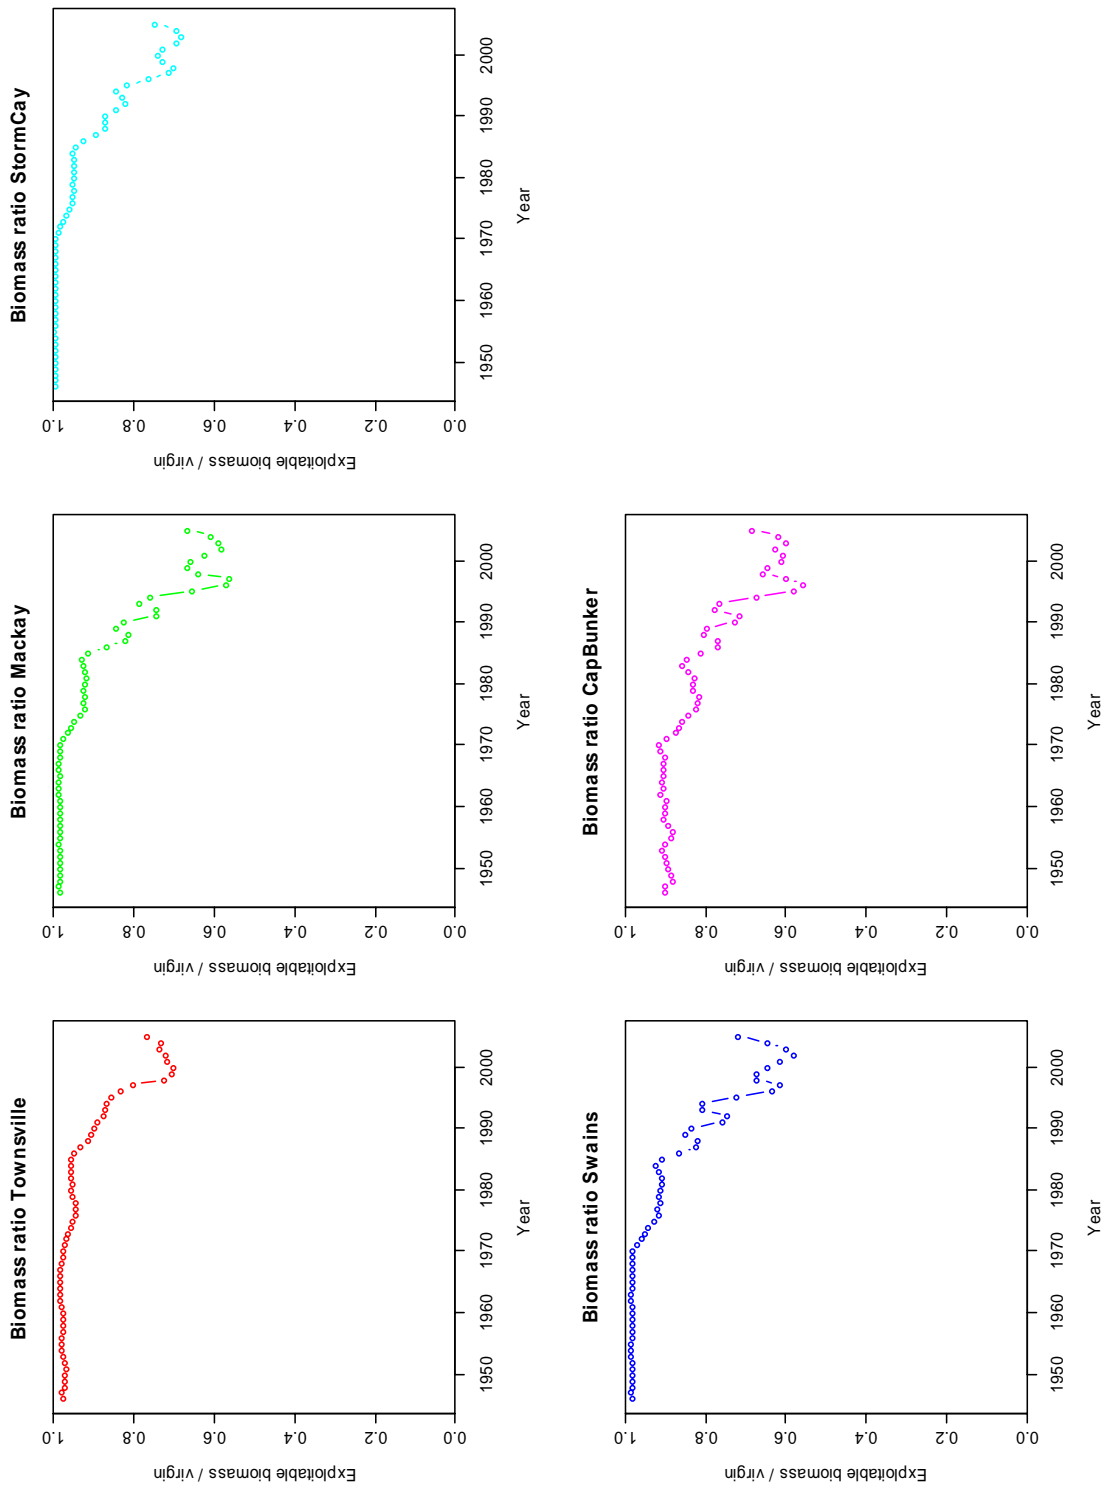 Biomass ratio Townsville
Exploitable biomass / virgin
0.0 0.2 0.4 0.6 0.8 1.0
1950 1960 1970 1980 1990 2000
Year
Biomass ratio Mackay
Exploitable biomass / virgin
0.0 0.2 0.4 0.6 0.8 1.0
1950 1960 1970 1980 1990 2000
Year
Biomass ratio StormCay
Exploitable biomass / virgin
0.0 0.2 0.4 0.6 0.8 1.0
1950 1960 1970 1980 1990 2000
Year
Biomass ratio Swains
Exploitable biomass / virgin
0.0 0.2 0.4 0.6 0.8 1.0
1950 1960 1970 1980 1990 2000
Year
Biomass ratio CapBunker
Exploitable biomass / virgin
0.0 0.2 0.4 0.6 0.8 1.0
1950 1960 1970 1980 1990 2000
Year